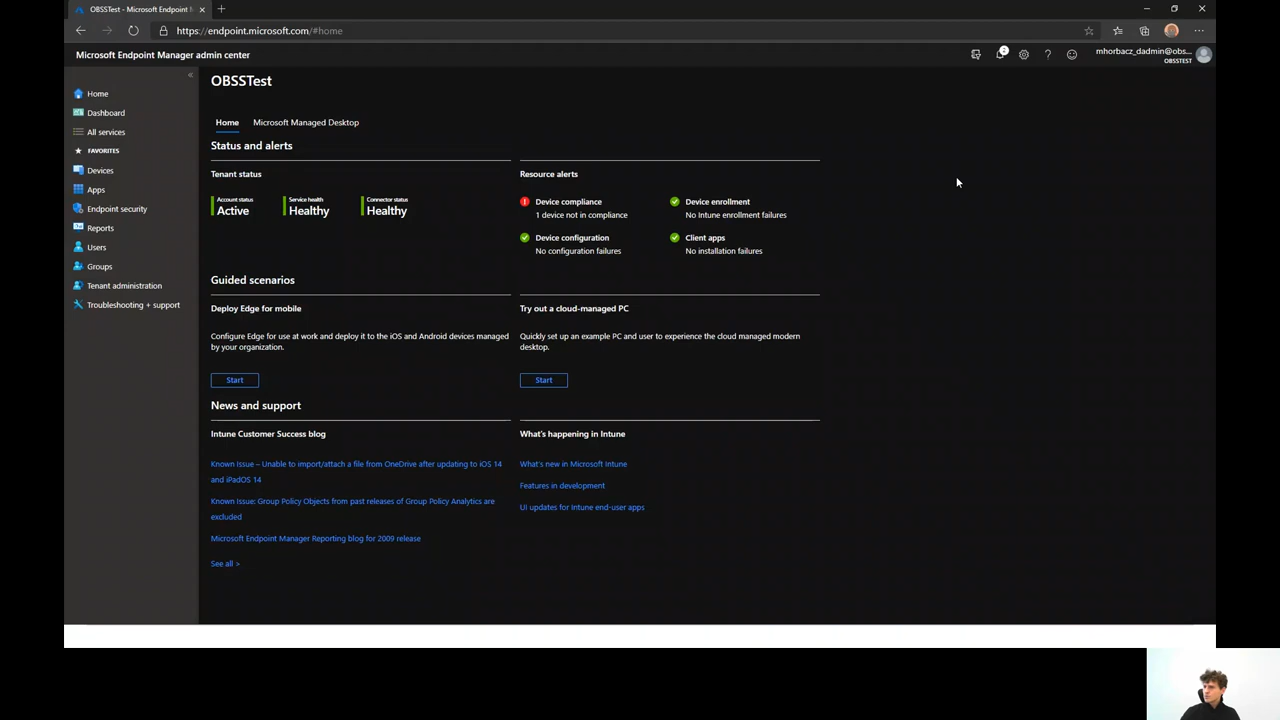 OBSSTest - Microsoft Endpoint M
https://endpoint.microsoft.com/#home
Microsoft Endpoint Manager admin center
2
mhorbacz_dadmin@obs...
OBSSTEST
Home
Dashboard
All services
FAVORITES
Devices
Apps
Endpoint security
Reports
Users
Groups
Tenant administration
Troubleshooting + support
OBSSTest
Home
Microsoft Managed Desktop
Status and alerts
Tenant status
Account status
Active
Service health
Healthy
Connector status
Healthy
Resource alerts
Device compliance
1 device not in compliance
Device enrollment
No Intune enrollment failures
Device configuration
No configuration failures
Client apps
No installation failures
Guided scenarios
Deploy Edge for mobile
Configure Edge for use at work and deploy it to the iOS and Android devices managed
by your organization.
Start
Try out a cloud-managed PC
Quickly set up an example PC and user to experience the cloud managed modern
desktop.
Start
News and support
Intune Customer Success blog
Known Issue – Unable to import/attach a file from OneDrive after updating to iOS 14
and iPadOS 14
Known Issue: Group Policy Objects from past releases of Group Policy Analytics are
excluded
Microsoft Endpoint Manager Reporting blog for 2009 release
See all >
What's happening in Intune
What's new in Microsoft Intune
Features in development
UI updates for Intune end-user apps